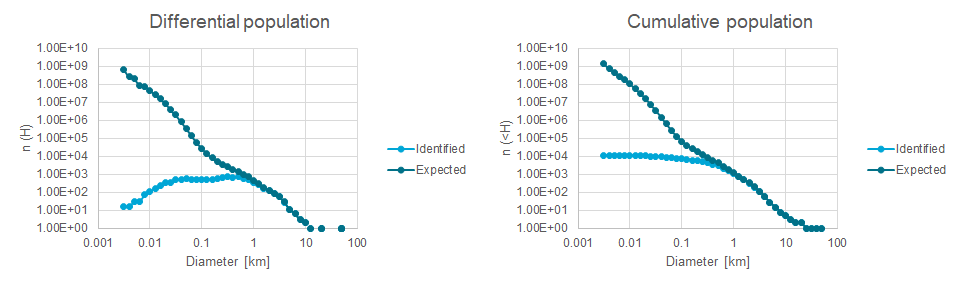 Differential population
1.00E+10
1.00E+09
1.00E+08
1.00E+07
1.00E+06
1.00E+05
1.00E+04
1.00E+03
1.00E+02
1.00E+01
1.00E+00
n (H)
0.001 0.01 0.1 1 10 100
Diameter [km]
Identified
Expected
Cumulative population
1.00E+10
1.00E+09
1.00E+08
1.00E+07
1.00E+06
1.00E+05
1.00E+04
1.00E+03
1.00E+02
1.00E+01
1.00E+00
n (<H)
0.001 0.01 0.1 1 10 100
Diameter [km]
Identified
Expected